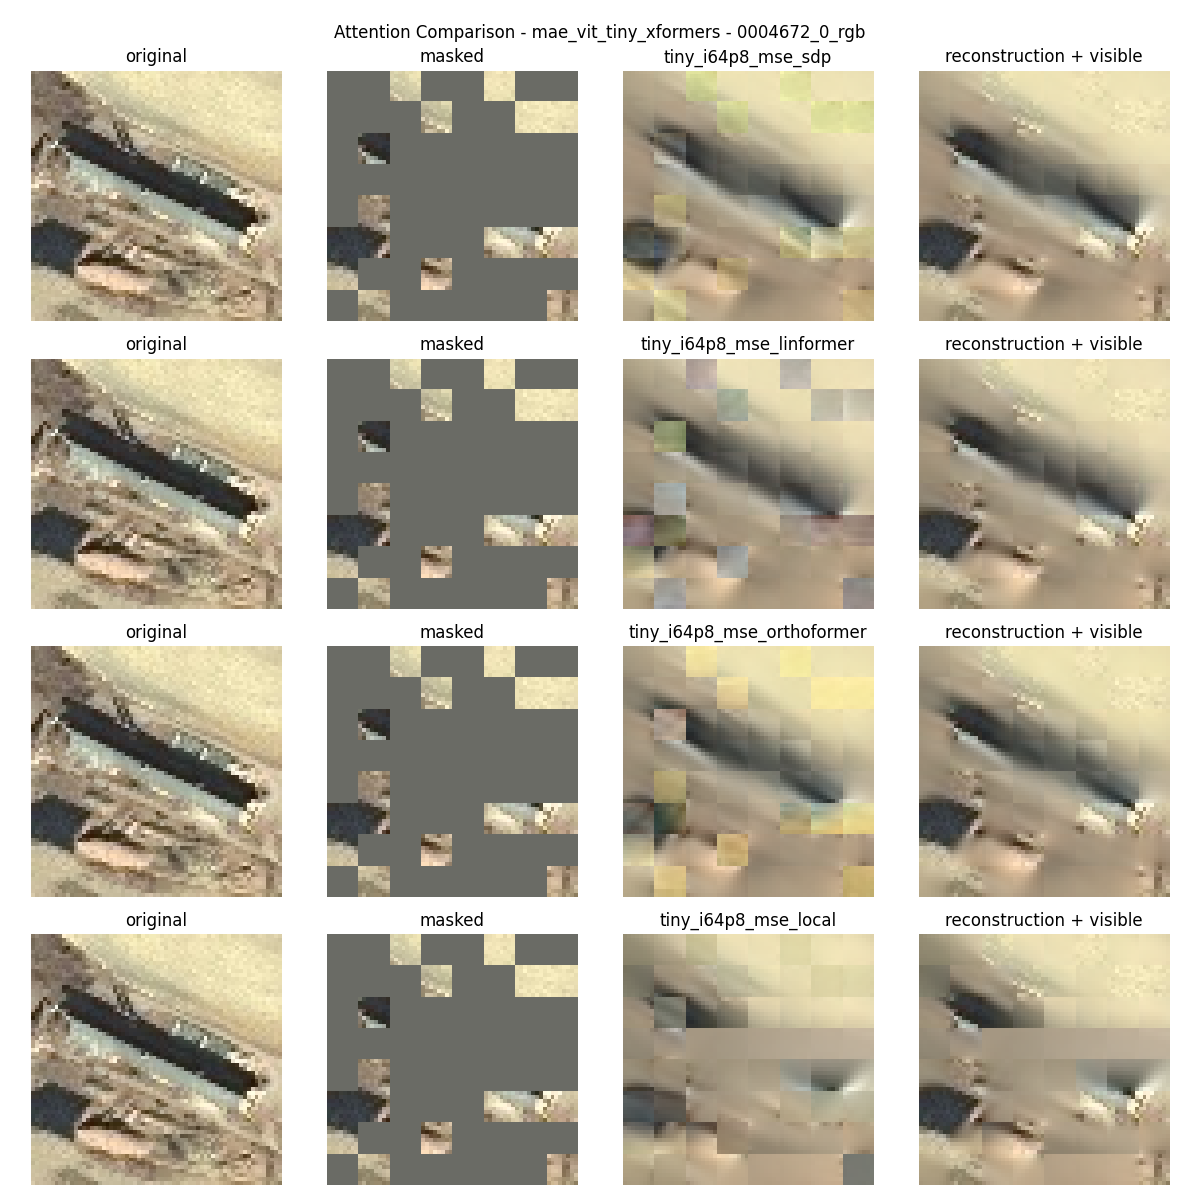 Attention Comparison - mae_vit_tiny_xformers - 0004672_0_rgb
original masked tiny_i64p8_mse_sdp reconstruction + visible
original masked tiny_i64p8_mse_linformer reconstruction + visible
original masked tiny_i64p8_mse_orthoformer reconstruction + visible
original masked tiny_i64p8_mse_local reconstruction + visible